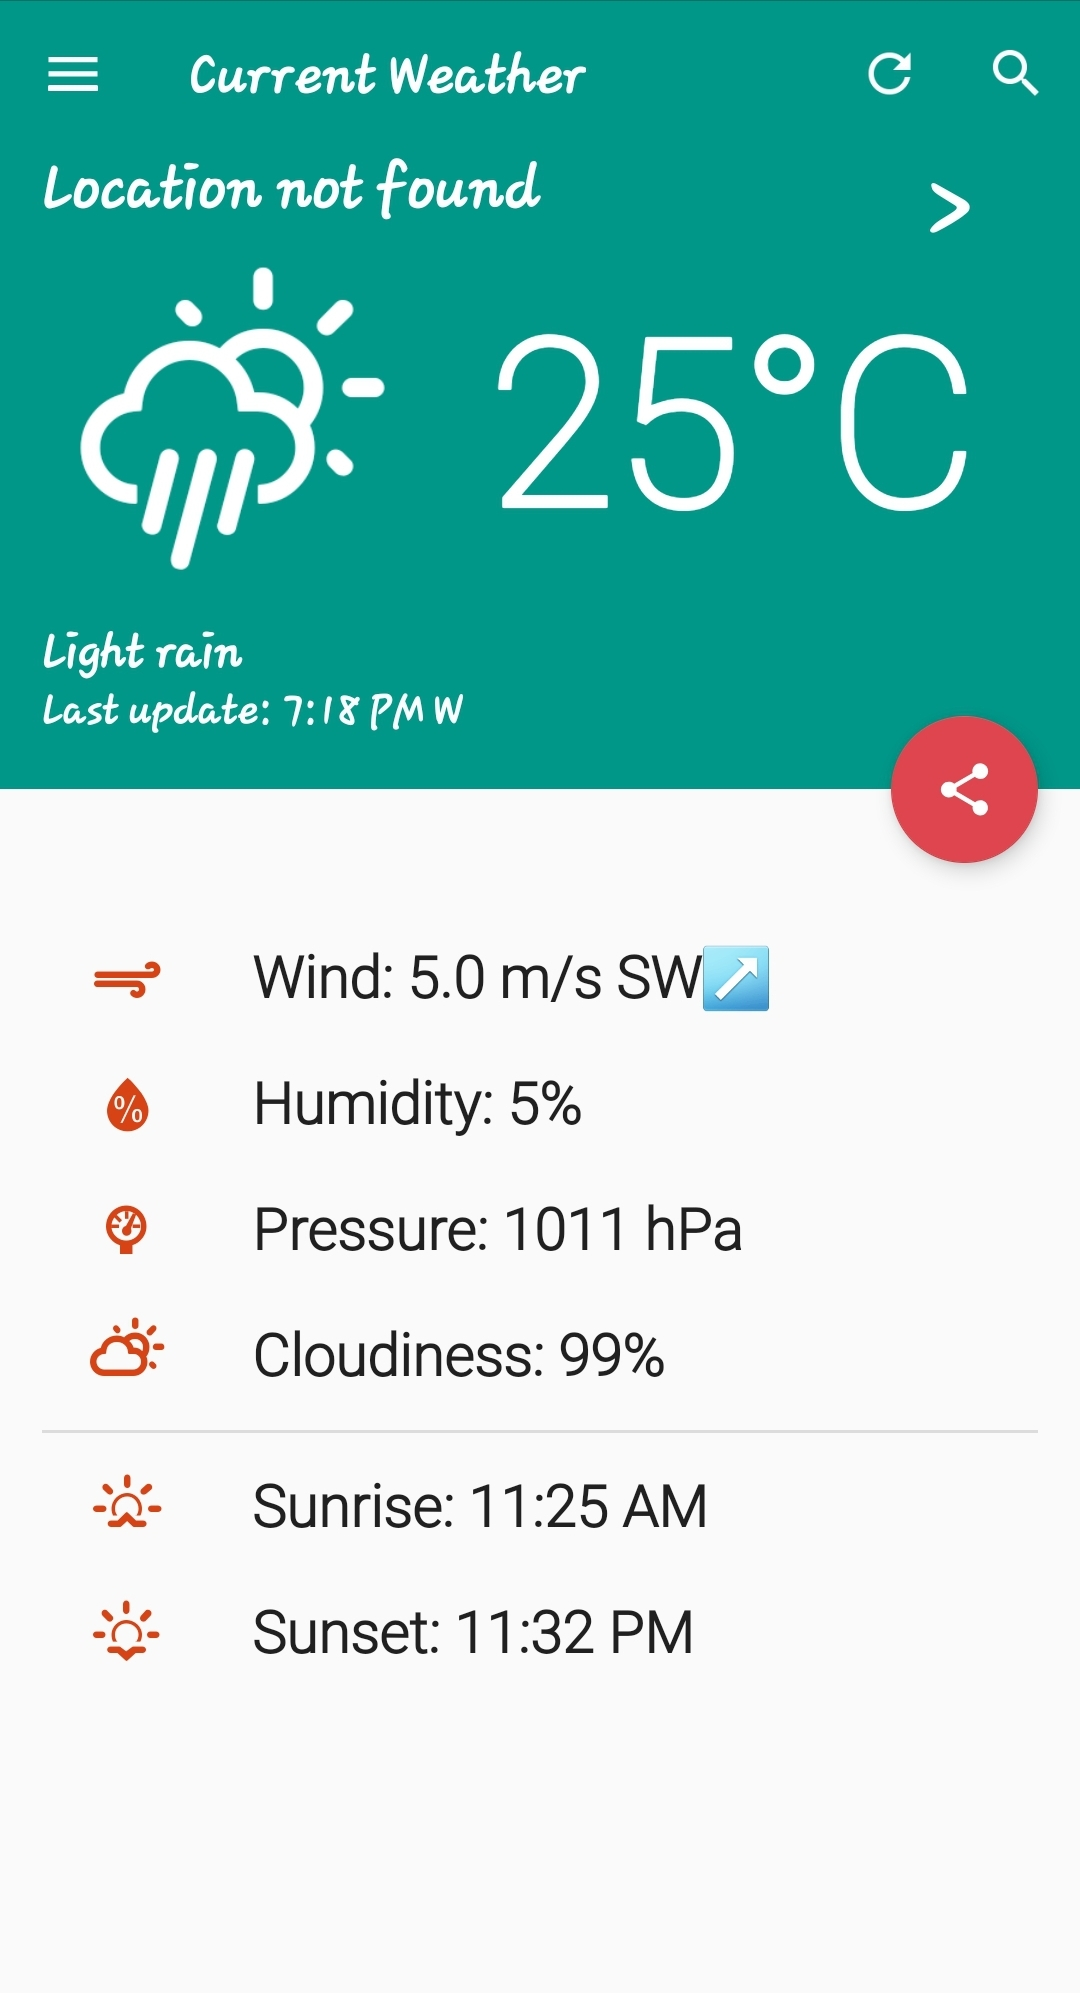 Current Weather
Location not found
>
25°C
Light rain
Last update: 7:18 PM W
Wind: 5.0 m/s SW↗
Humidity: 5%
Pressure: 1011 hPa
Cloudiness: 99%
Sunrise: 11:25 AM
Sunset: 11:32 PM